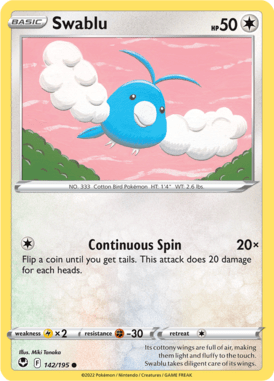 BASIC Swablu HP50
NO. 333 Cotton Bird Pokémon HT: 1'4" WT: 2.6 lbs
Continuous Spin 20×
Flip a coin until you get tails. This attack does 20 damage
for each heads.
weakness ×2 resistance -30 retreat
Illus. Miki Tanaka
F 142/195
©2022 Pokémon / Nintendo / Creatures / GAME FREAK
Its cottony wings are full of air, making
them light and fluffy to the touch.
Swablu takes diligent care of its wings.